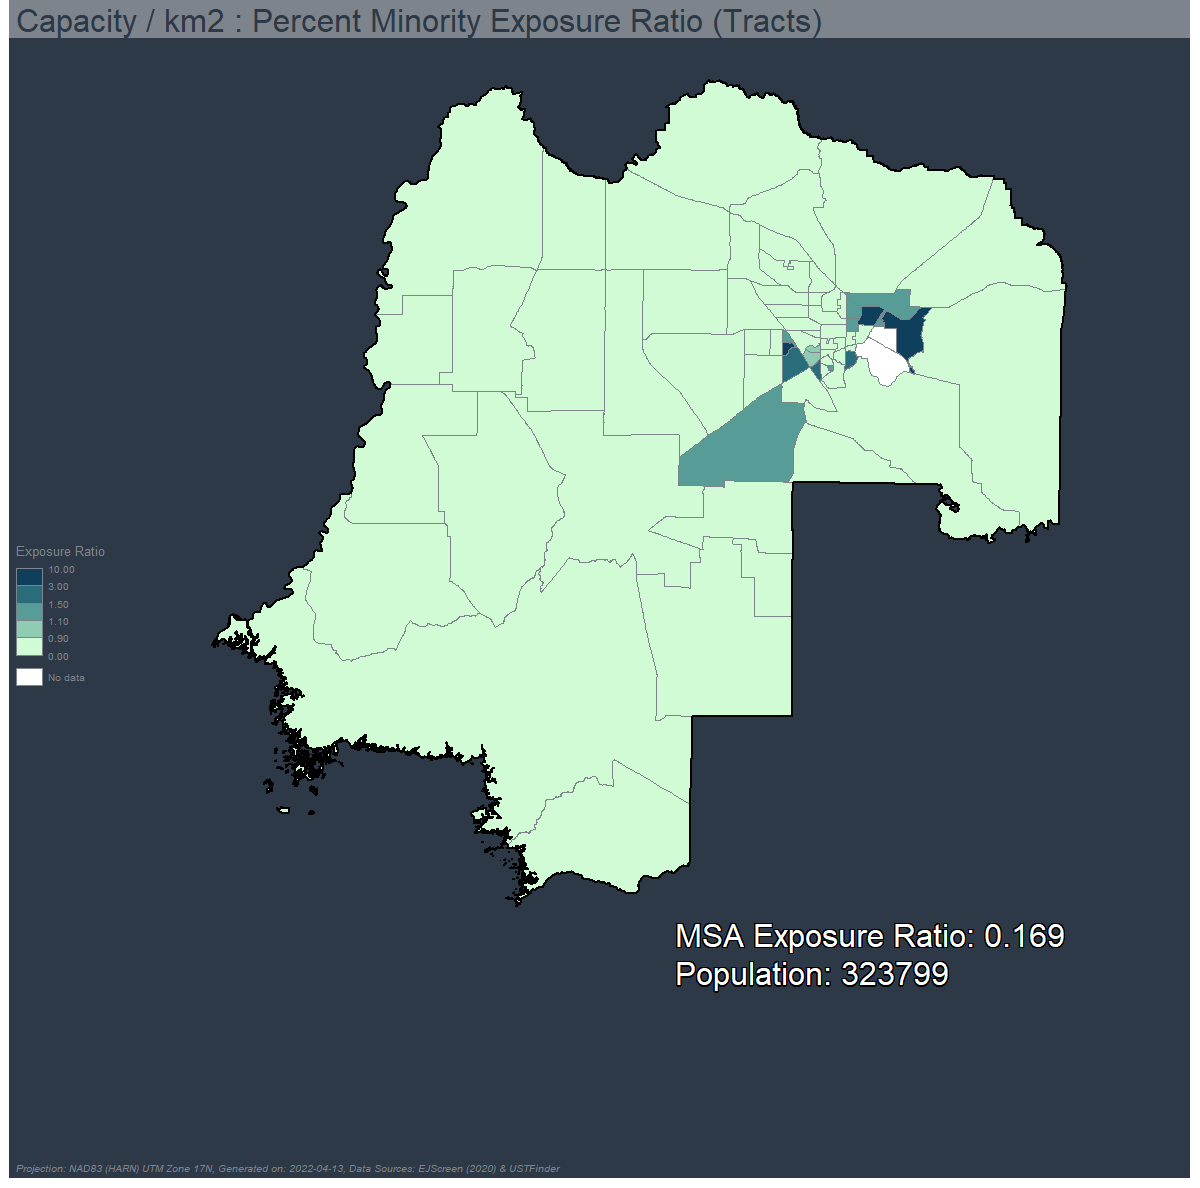 Capacity / km2 : Percent Minority Exposure Ratio (Tracts)
Exposure Ratio
10.00
3.00
1.50
1.10
0.90
0.00
No data
MSA Exposure Ratio: 0.169
Population: 323799
Projection: NAD83 (HARN) UTM Zone 17N, Generated on: 2022-04-13, Data Sources: EJScreen (2020) & USTFinder